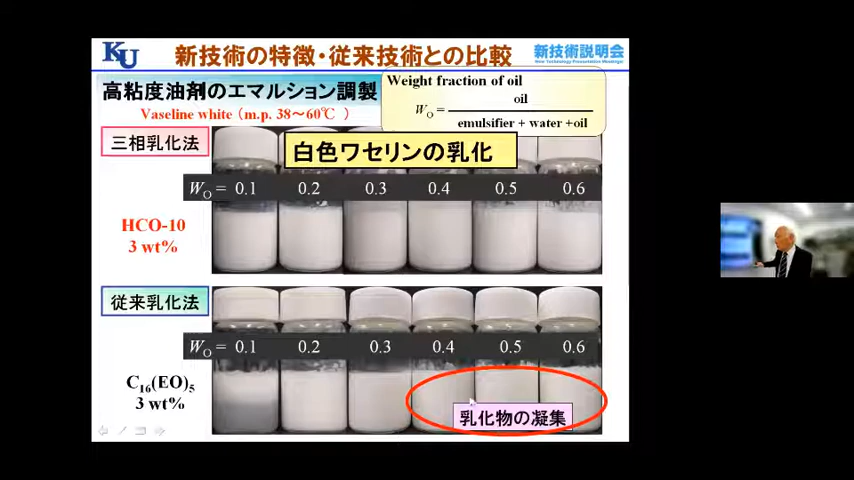 KU
新技術の特徴・従来技術との比較
新技術説明会
New Technology Presentation Meetings!
高粘度油剤のエマルション調製
Vaseline white（m.p. 38～60℃ ）
Weight fraction of oil
W_O = oil / emulsifier + water +oil
三相乳化法
白色ワセリンの乳化
W_O = 0.1 0.2 0.3 0.4 0.5 0.6
HCO-10
3 wt%
従来乳化法
W_O = 0.1 0.2 0.3 0.4 0.5 0.6
C₁₆(EO)₅
3 wt%
乳化物の凝集